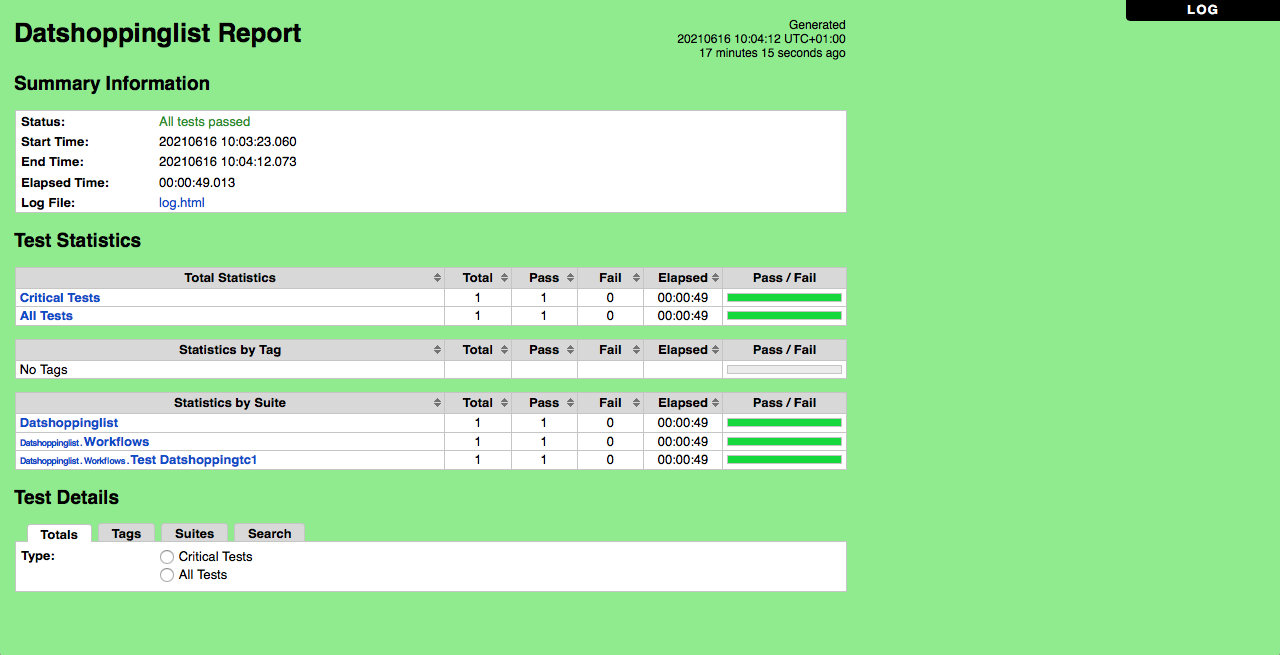 LOG
Datshoppinglist Report
Generated
20210616 10:04:12 UTC+01:00
17 minutes 15 seconds ago
Summary Information
Status: All tests passed
Start Time: 20210616 10:03:23.060
End Time: 20210616 10:04:12.073
Elapsed Time: 00:00:49.013
Log File: log.html
Test Statistics
Total Statistics Total Pass Fail Elapsed Pass / Fail
Critical Tests 1 1 0 00:00:49
All Tests 1 1 0 00:00:49
Statistics by Tag Total Pass Fail Elapsed Pass / Fail
No Tags
Statistics by Suite Total Pass Fail Elapsed Pass / Fail
Datshoppinglist 1 1 0 00:00:49
Datshoppinglist . Workflows 1 1 0 00:00:49
Datshoppinglist . Workflows . Test Datshoppingtc1 1 1 0 00:00:49
Test Details
Totals Tags Suites Search
Type: Critical Tests
All Tests